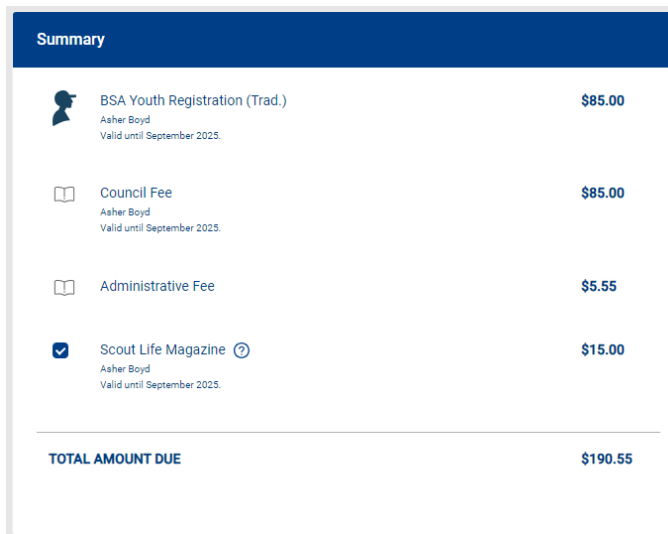 Summary
BSA Youth Registration (Trad.) $85.00
Asher Boyd
Valid until September 2025.
Council Fee $85.00
Asher Boyd
Valid until September 2025.
Administrative Fee $5.55
Scout Life Magazine ? $15.00
Asher Boyd
Valid until September 2025.
TOTAL AMOUNT DUE $190.55